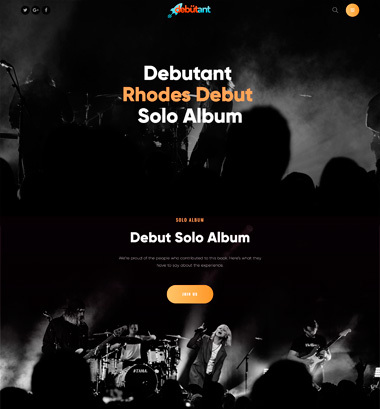 debütant
Debutant
Rhodes Debut
Solo Album
SOLO ALBUM
Debut Solo Album
We're proud of the people who contributed to this book. Here's what they
have to say about the experience.
JOIN US